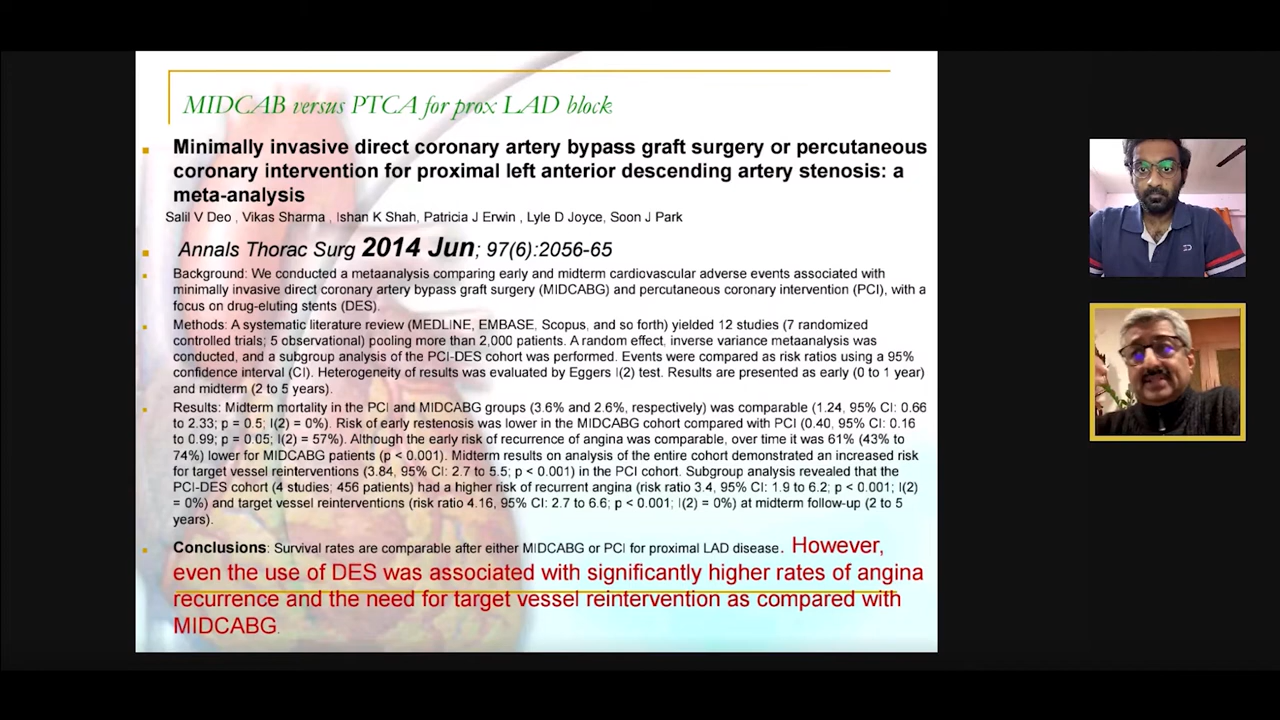 MIDCAB versus PTCA for prox LAD block
Minimally invasive direct coronary artery bypass graft surgery or percutaneous
coronary intervention for proximal left anterior descending artery stenosis: a
meta-analysis
Salil V Deo , Vikas Sharma , Ishan K Shah, Patricia J Erwin , Lyle D Joyce, Soon J Park
Annals Thorac Surg 2014 Jun; 97(6):2056-65
Background: We conducted a metaanalysis comparing early and midterm cardiovascular adverse events associated with
minimally invasive direct coronary artery bypass graft surgery (MIDCABG) and percutaneous coronary intervention (PCI), with a
focus on drug-eluting stents (DES).
Methods: A systematic literature review (MEDLINE, EMBASE, Scopus, and so forth) yielded 12 studies (7 randomized
controlled trials; 5 observational) pooling more than 2,000 patients. A random effect, inverse variance metaanalysis was
conducted, and a subgroup analysis of the PCI-DES cohort was performed. Events were compared as risk ratios using a 95%
confidence interval (CI). Heterogeneity of results was evaluated by Eggers I(2) test. Results are presented as early (0 to 1 year)
and midterm (2 to 5 years).
Results: Midterm mortality in the PCI and MIDCABG groups (3.6% and 2.6%, respectively) was comparable (1.24, 95% CI: 0.66
to 2.33; p = 0.5; I(2) = 0%). Risk of early restenosis was lower in the MIDCABG cohort compared with PCI (0.40, 95% CI: 0.16
to 0.99; p = 0.05; I(2) = 57%). Although the early risk of recurrence of angina was comparable, over time it was 61% (43% to
74%) lower for MIDCABG patients (p < 0.001). Midterm results on analysis of the entire cohort demonstrated an increased risk
for target vessel reinterventions (3.84, 95% CI: 2.7 to 5.5; p < 0.001) in the PCI cohort. Subgroup analysis revealed that the
PCI-DES cohort (4 studies; 456 patients) had a higher risk of recurrent angina (risk ratio 3.4, 95% CI: 1.9 to 6.2; p < 0.001; I(2)
= 0%) and target vessel reinterventions (risk ratio 4.16, 95% CI: 2.7 to 6.6; p < 0.001; I(2) = 0%) at midterm follow-up (2 to 5
years).
Conclusions: Survival rates are comparable after either MIDCABG or PCI for proximal LAD disease. However,
even the use of DES was associated with significantly higher rates of angina
recurrence and the need for target vessel reintervention as compared with
MIDCABG.